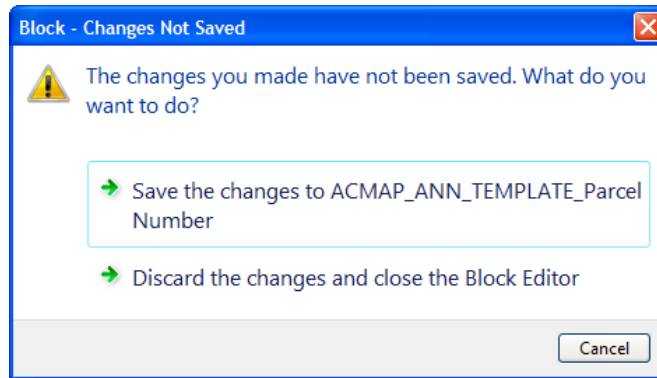 Block - Changes Not Saved
The changes you made have not been saved. What do you
want to do?
Save the changes to ACMAP_ANN_TEMPLATE_Parcel
Number
Discard the changes and close the Block Editor
Cancel